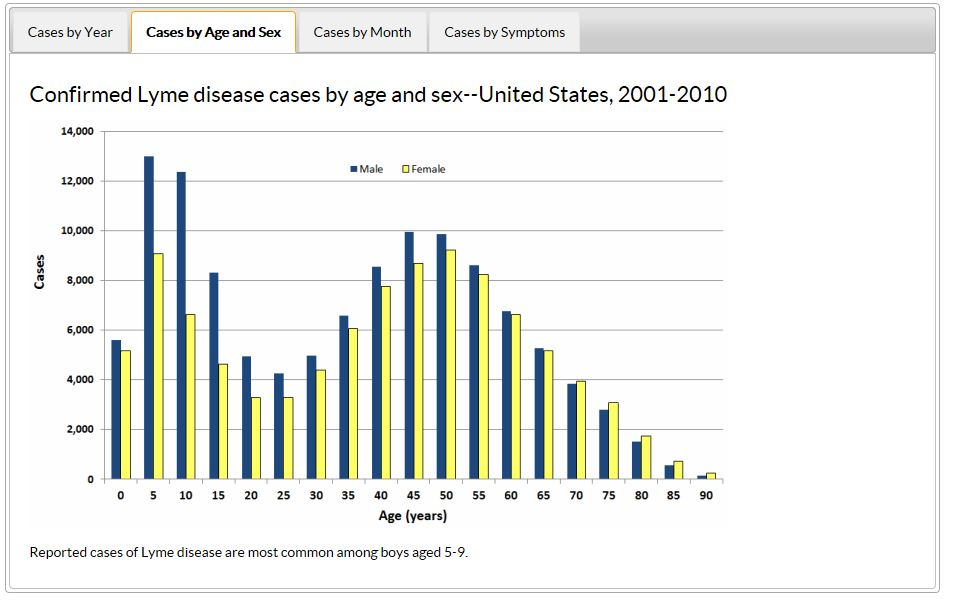 Cases by Year
Cases by Age and Sex
Cases by Month
Cases by Symptoms
Confirmed Lyme disease cases by age and sex--United States, 2001-2010
Male
Female
Cases
14,000
12,000
10,000
8,000
6,000
4,000
2,000
0
0 5 10 15 20 25 30 35 40 45 50 55 60 65 70 75 80 85 90
Age (years)
Reported cases of Lyme disease are most common among boys aged 5-9.